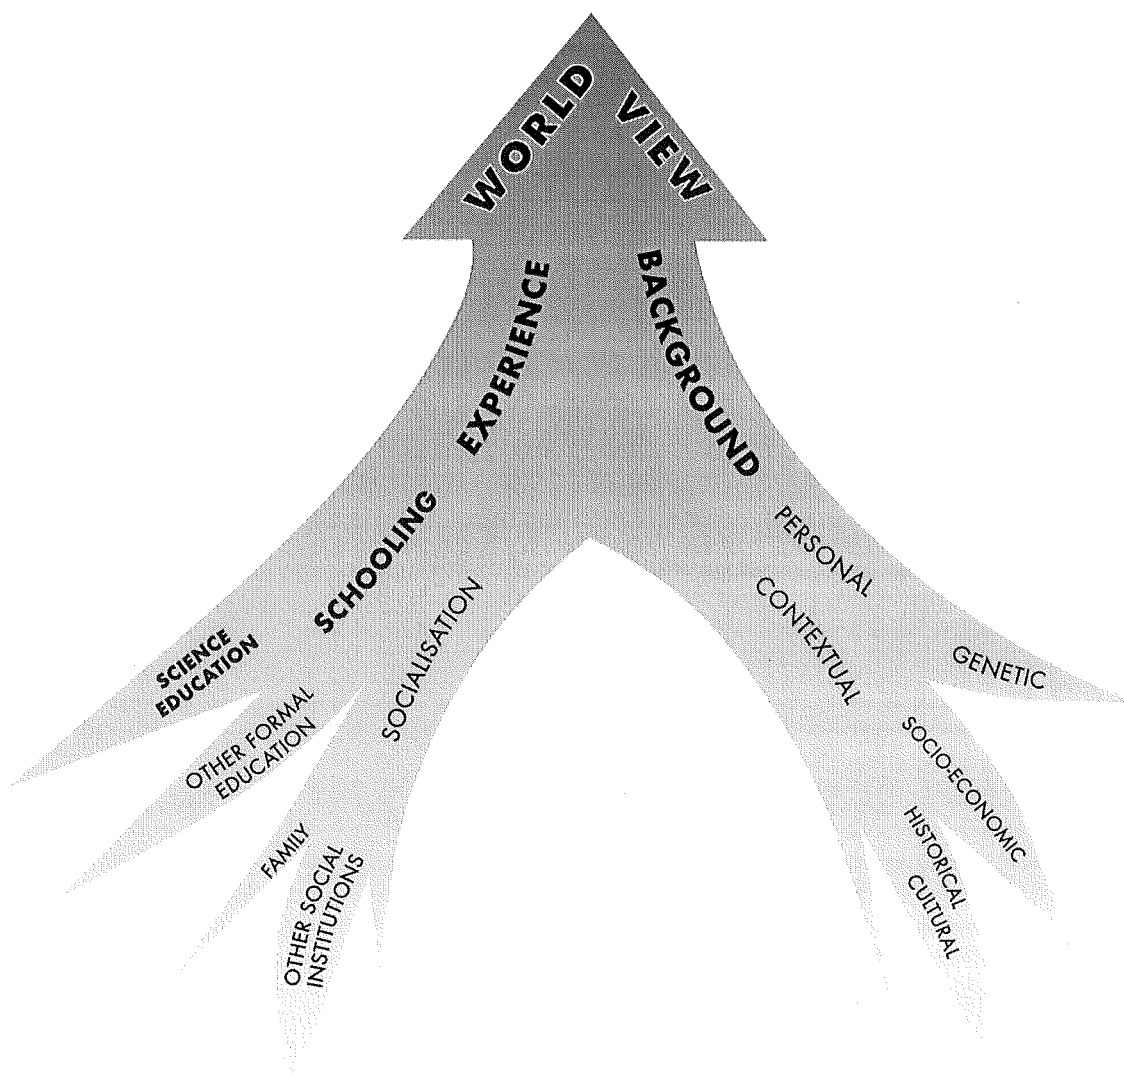 WORLD VIEW
EXPERIENCE
BACKGROUND
SCHOOLING
PERSONAL
SOCIALISATION
CONTEXTUAL
SCIENCE
EDUCATION
GENETIC
OTHER FORMAL
EDUCATION
SOCIO-ECONOMIC
FAMILY
HISTORICAL
OTHER SOCIAL
INSTITUTIONS
CULTURAL